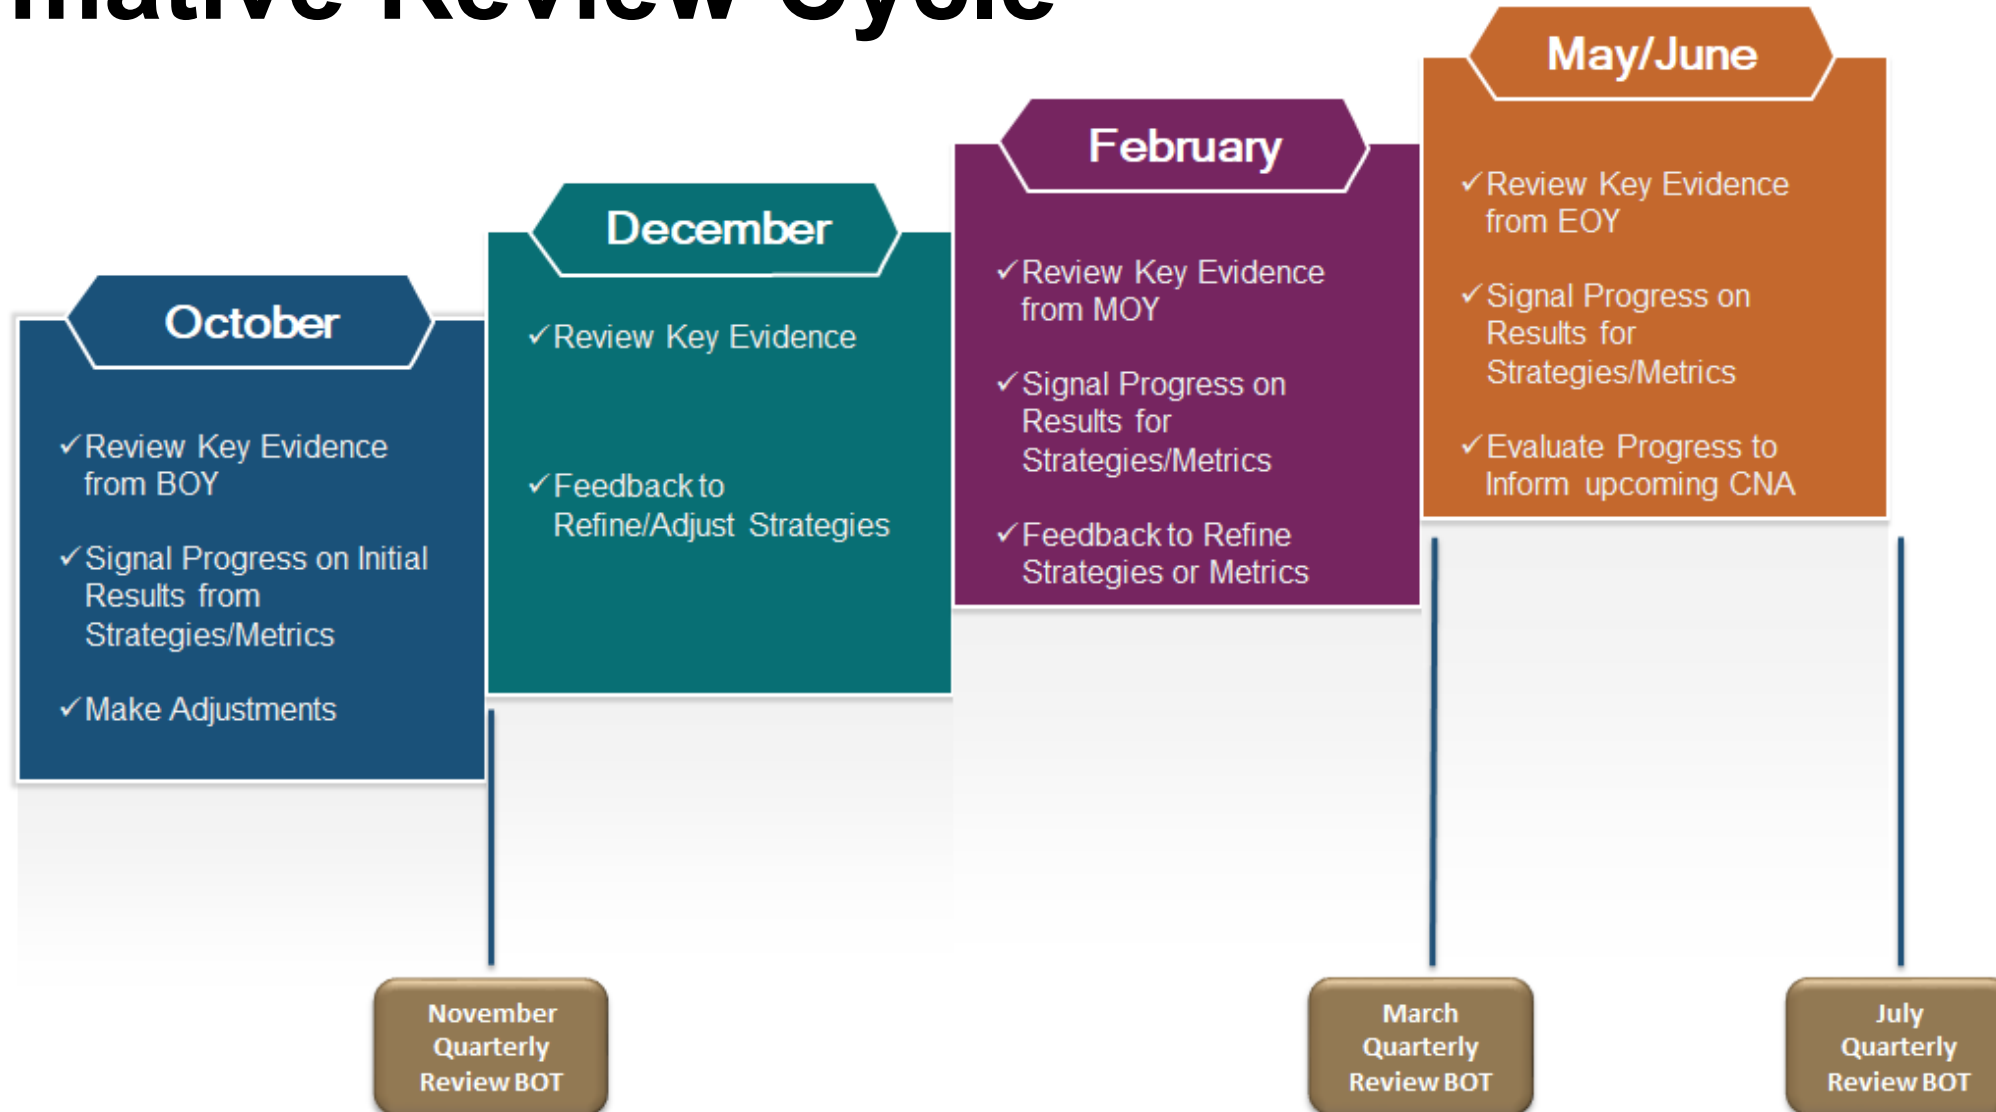 Review Cycle
October
✓Review Key Evidence
from BOY
✓Signal Progress on Initial
Results from
Strategies/Metrics
✓Make Adjustments
December
✓Review Key Evidence
✓Feedback to
Refine/Adjust Strategies
February
✓Review Key Evidence
from MOY
✓Signal Progress on
Results for
Strategies/Metrics
✓Feedback to Refine
Strategies or Metrics
May/June
✓Review Key Evidence
from EOY
✓Signal Progress on
Results for
Strategies/Metrics
✓Evaluate Progress to
Inform upcoming CNA
November
Quarterly
Review BOT
March
Quarterly
Review BOT
July
Quarterly
Review BOT